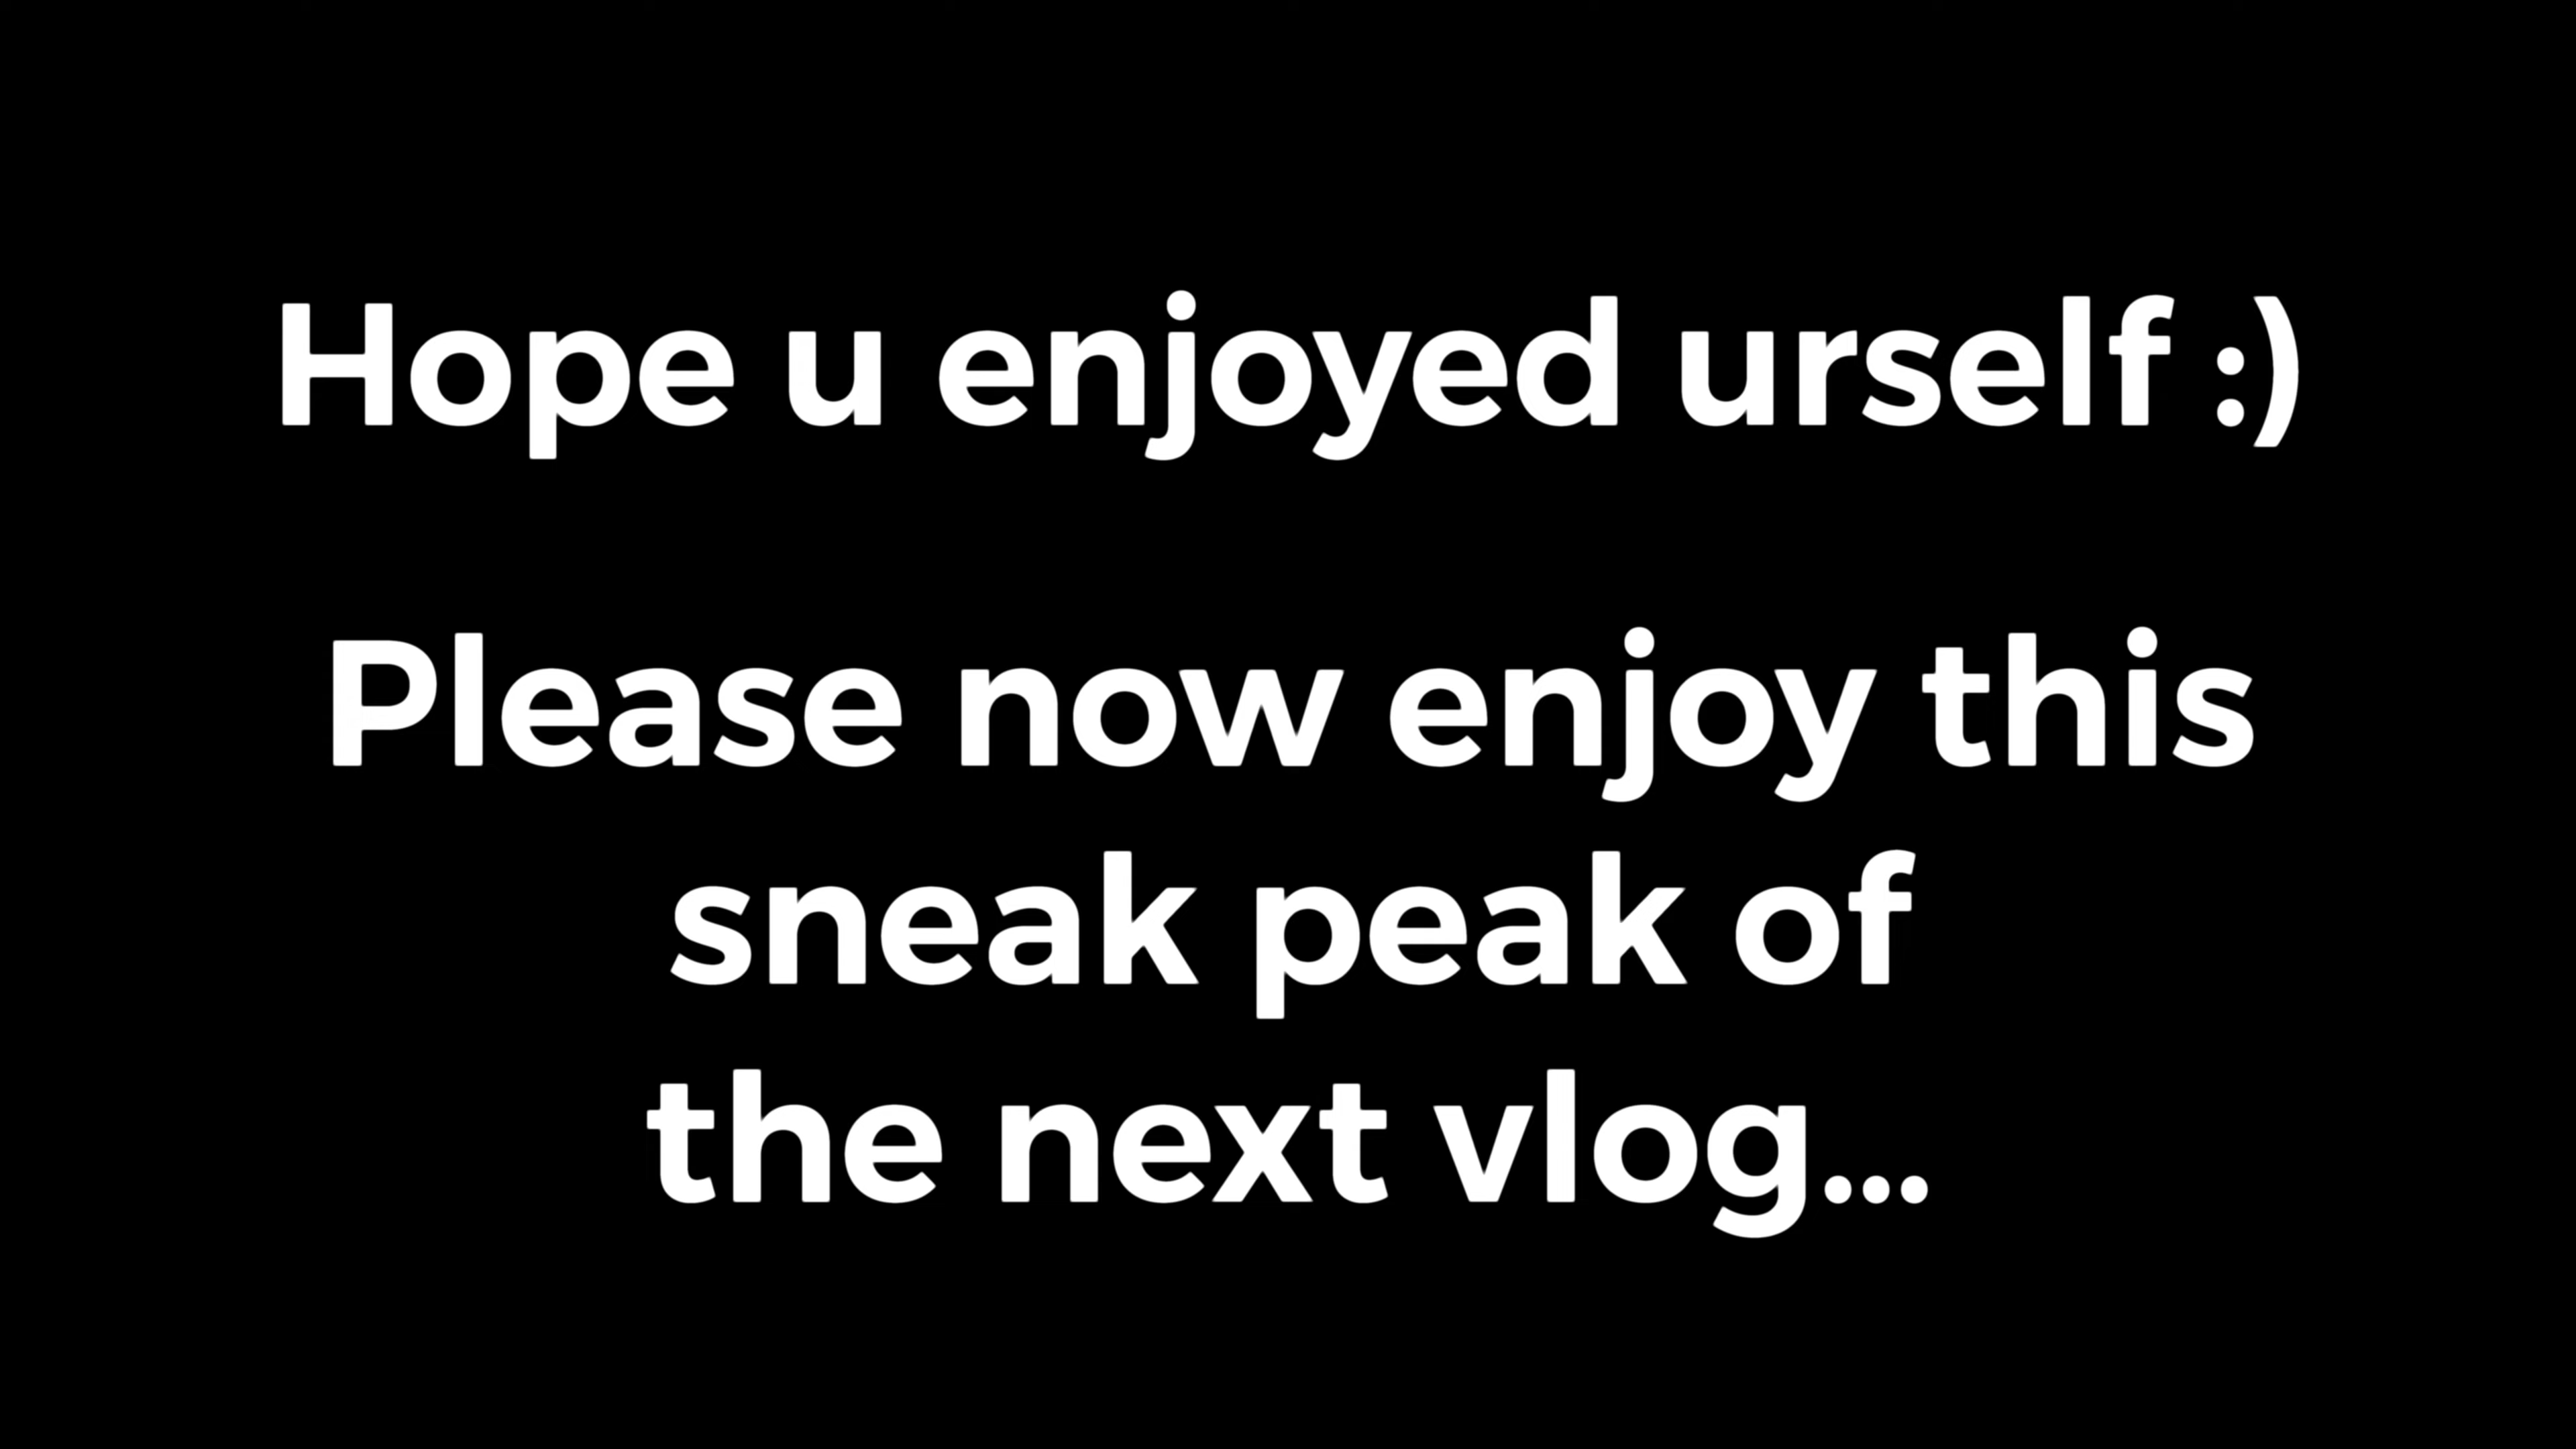 Hope u enjoyed urself :)
Please now enjoy this
sneak peak of
the next vlog...